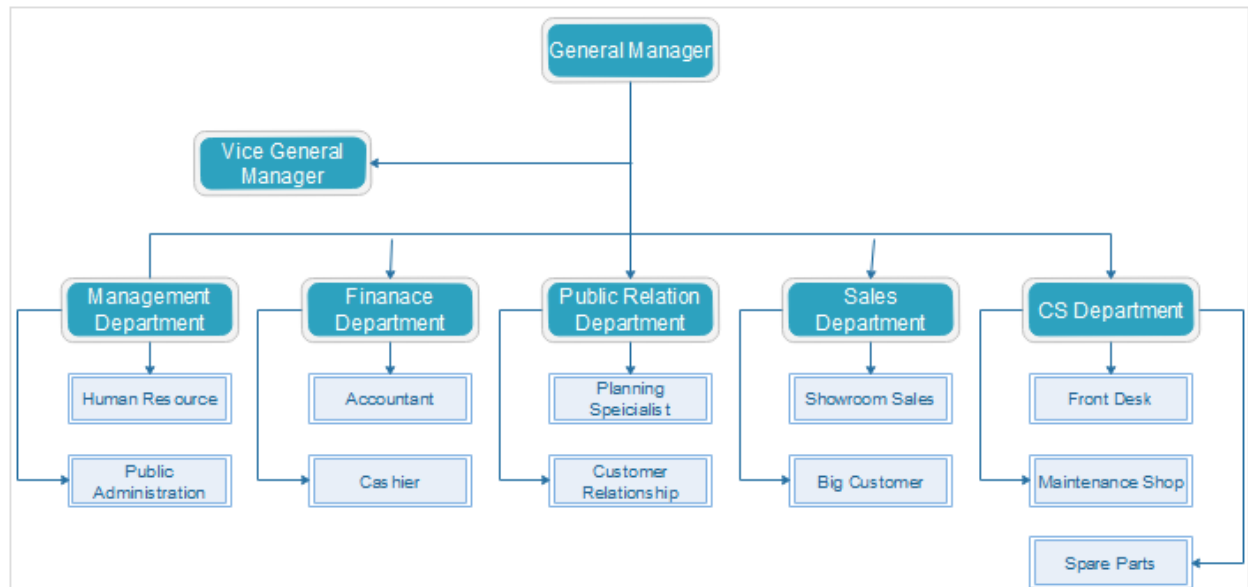 General Manager
Vice General
Manager
Management
Department
Finanace
Department
Public Relation
Department
Sales
Department
CS Department
Human Resource
Accountant
Planning
Speicialist
Showroom Sales
Front Desk
Public
Administration
Cashier
Customer
Relationship
Big Customer
Maintenance Shop
Spare Parts